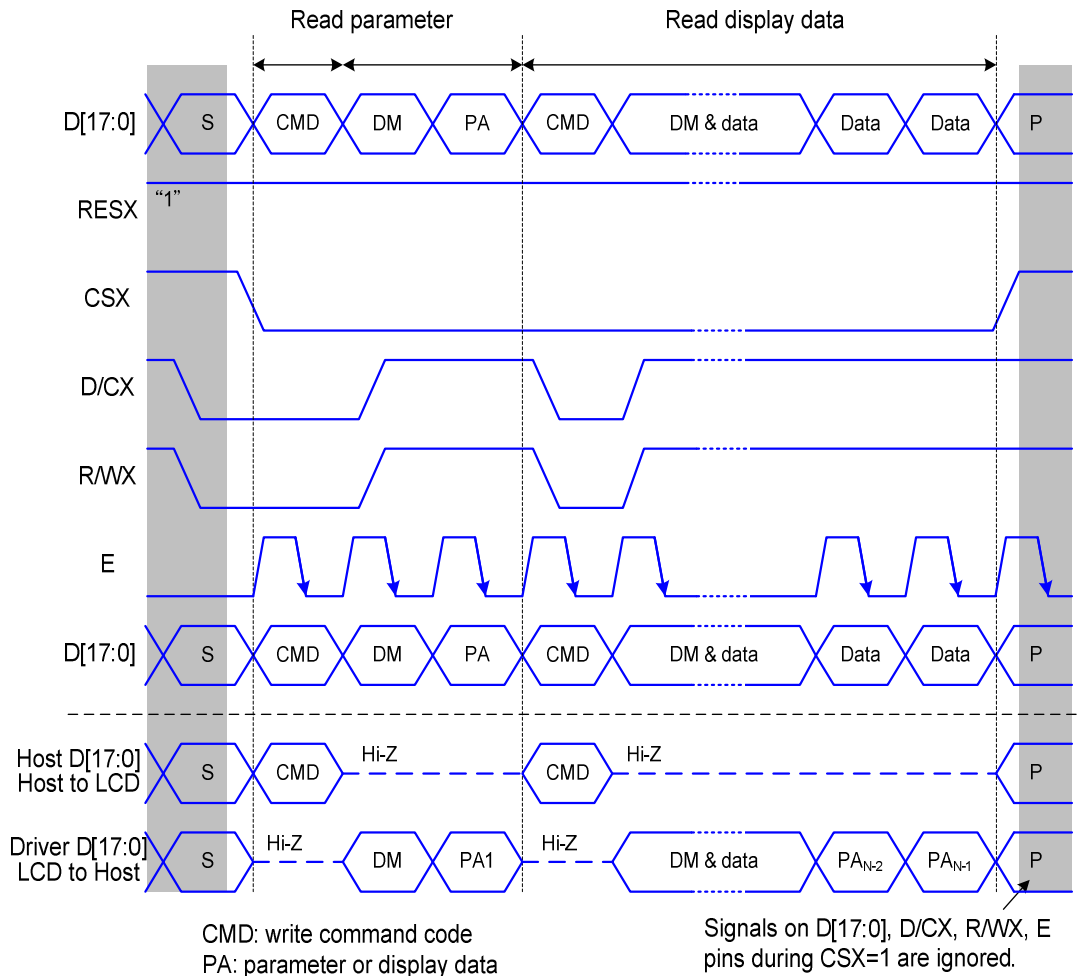 Read parameter Read display data
D[17:0] S CMD DM PA CMD DM & data Data Data P
"1"
RESX
CSX
D/CX
R/WX
E
D[17:0] S CMD DM PA CMD DM & data Data Data P
Host D[17:0]
Host to LCD
S CMD Hi-Z CMD Hi-Z P
Driver D[17:0]
LCD to Host
S Hi-Z DM PA1 Hi-Z DM & data PAN-2 PAN-1 P
CMD: write command code
PA: parameter or display data
Signals on D[17:0], D/CX, R/WX, E
pins during CSX=1 are ignored.